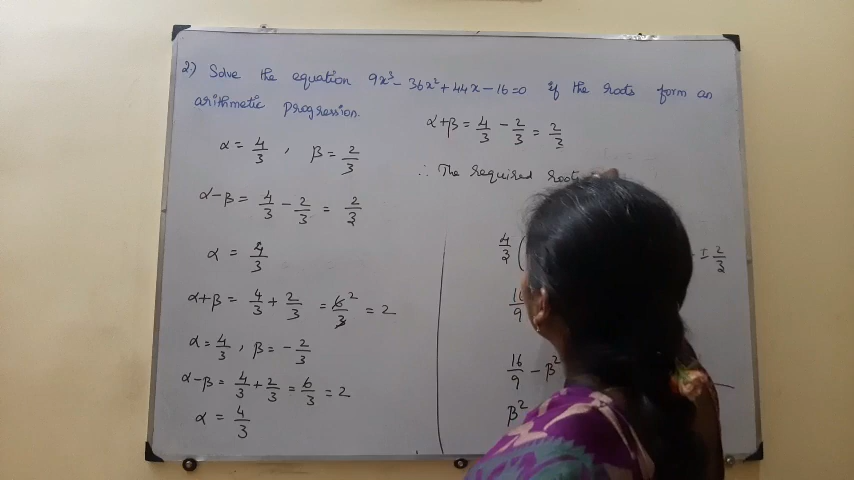 2.) Solve the equation 9x³ - 36x² + 44x - 16 = 0 if the roots form an
arithmetic progression.
α = 4/3 , β = 2/3
α - β = 4/3 - 2/3 = 2/3
α = 4/3
α + β = 4/3 + 2/3 = 6/3 = 2
α = 4/3 , β = - 2/3
α - β = 4/3 + 2/3 = 6/3 = 2
α = 4/3
α + β = 4/3 - 2/3 = 2/3
∴ The required roots
4/3 (
± 2/3
16/9 - β²
β²